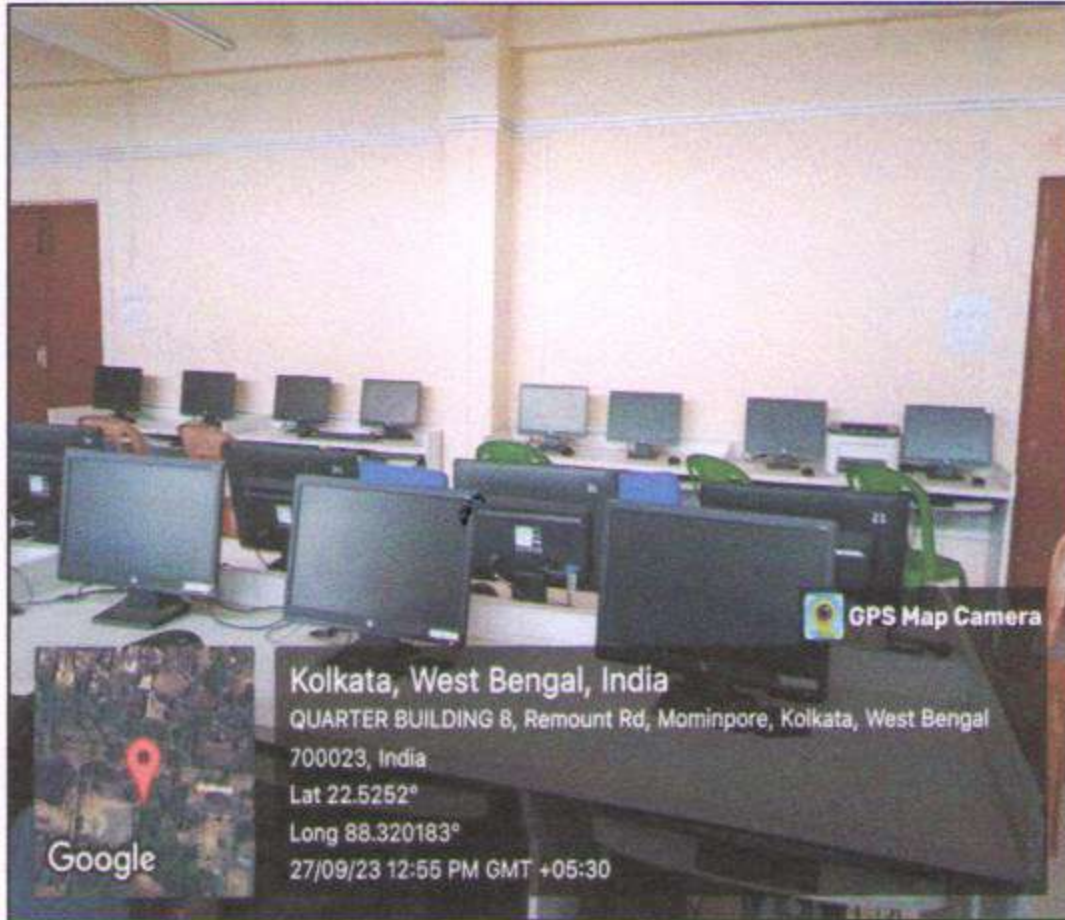 GPS Map Camera
Kolkata, West Bengal, India
QUARTER BUILDING 8, Remount Rd, Mominpore, Kolkata, West Bengal
700023, India
Lat 22.5252°
Long 88.320183°
27/09/23 12:55 PM GMT +05:30
Google